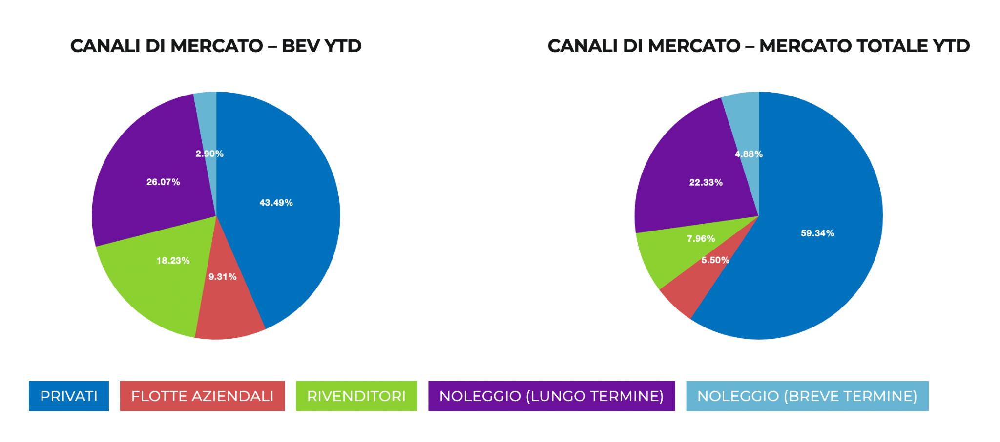 CANALI DI MERCATO – BEV YTD
2.90%
26.07%
43.49%
18.23%
9.31%
CANALI DI MERCATO – MERCATO TOTALE YTD
4.88%
22.33%
59.34%
7.96%
5.50%
PRIVATI
FLOTTE AZIENDALI
RIVENDITORI
NOLEGGIO (LUNGO TERMINE)
NOLEGGIO (BREVE TERMINE)